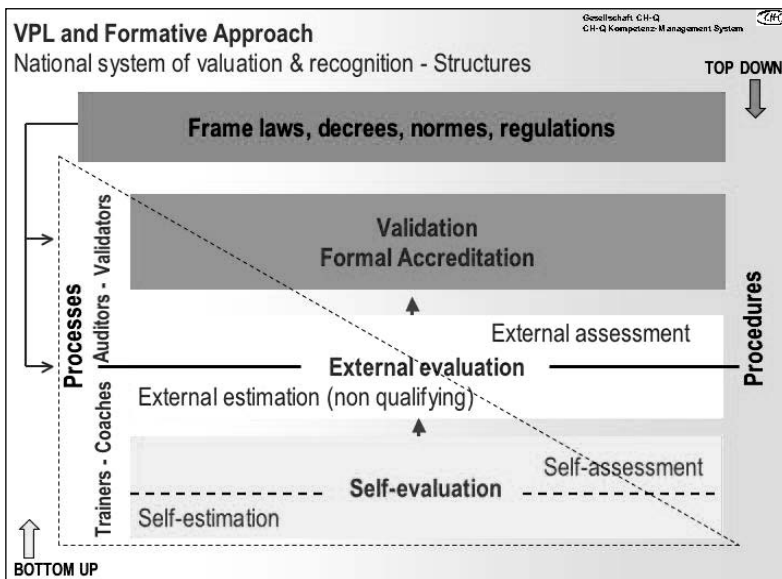 VPL and Formative Approach
National system of valuation & recognition - Structures
Gesellschaft CH-Q
CH-Q Kompetenz-Management System
CH-Q
TOP DOWN
Frame laws, decrees, normes, regulations
Validation
Formal Accreditation
Auditors - Validators
Processes
Procedures
External assessment
External evaluation
External estimation (non qualifying)
Trainers - Coaches
Self-assessment
Self-evaluation
Self-estimation
BOTTOM UP